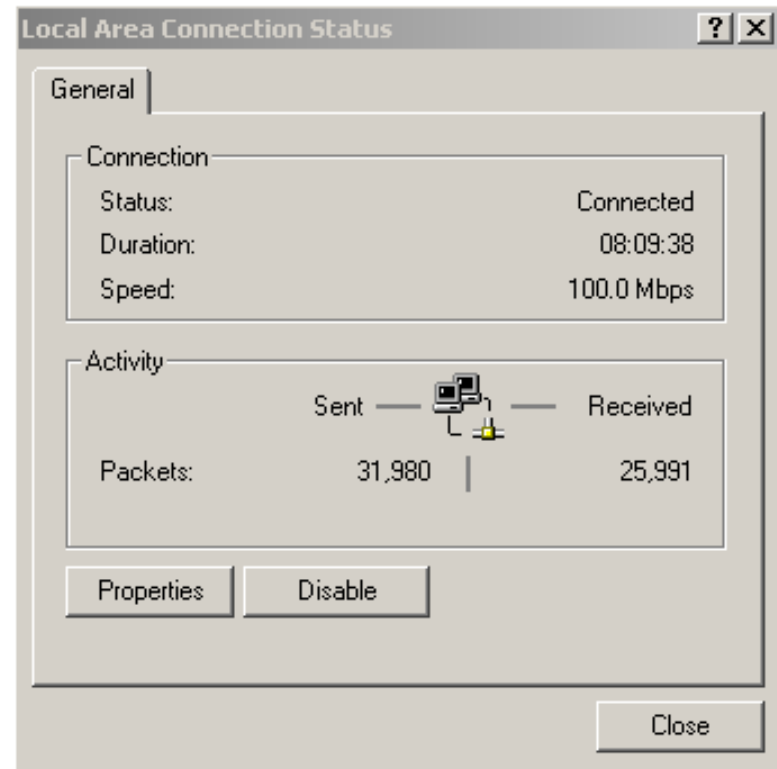 Local Area Connection Status
General
Connection
Status: Connected
Duration: 08:09:38
Speed: 100.0 Mbps
Activity
Sent Received
Packets: 31,980 25,991
Properties Disable
Close